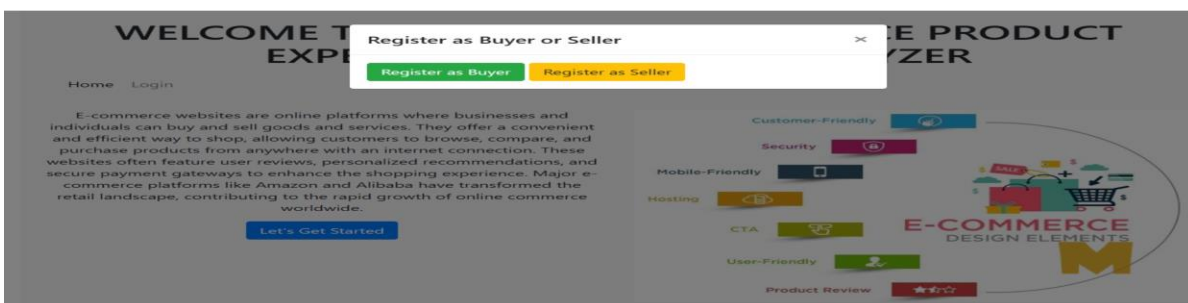 WELCOME T
E PRODUCT
EXPE
YZER
Register as Buyer or Seller
×
Register as Buyer Register as Seller
Home Login
E-commerce websites are online platforms where businesses and
individuals can buy and sell goods and services. They offer a convenient
and efficient way to shop, allowing customers to browse, compare, and
purchase products from anywhere with an internet connection. These
websites often feature user reviews, personalized recommendations, and
secure payment gateways to enhance the shopping experience. Major e-
commerce platforms like Amazon and Alibaba have transformed the
retail landscape, contributing to the rapid growth of online commerce
worldwide.
Let's Get Started
Customer-Friendly
Security
Mobile-Friendly
Hosting
CTA
User-Friendly
Product Review
SALE
E-COMMERCE
DESIGN ELEMENTS
M